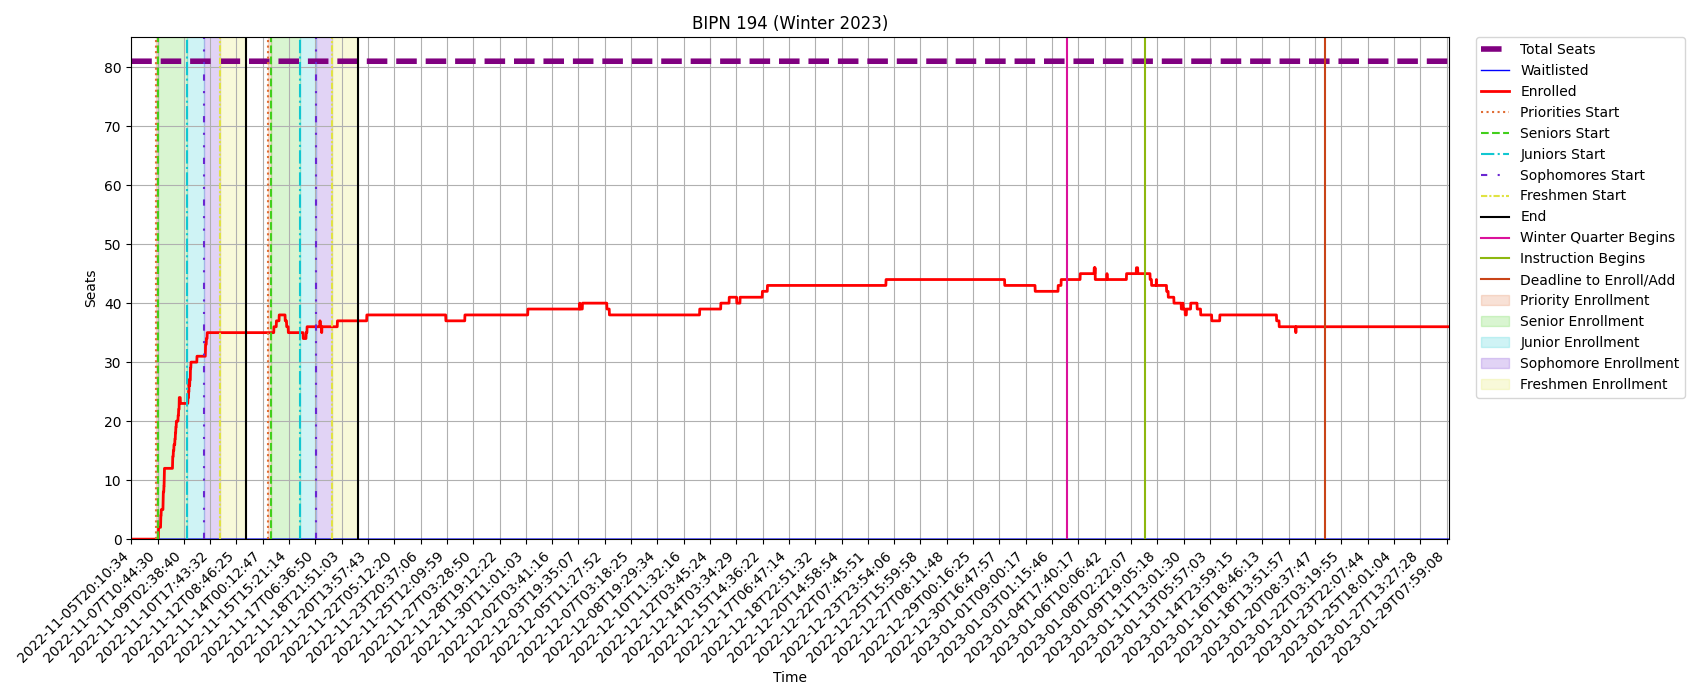 BIPN 194 (Winter 2023)
Seats
80
70
60
50
40
30
20
10
0
2022-11-05T20:10:34
2022-11-07T10:44:30
2022-11-09T02:38:40
2022-11-10T17:43:32
2022-11-12T08:46:25
2022-11-14T00:12:47
2022-11-15T15:21:14
2022-11-17T06:36:50
2022-11-18T21:51:03
2022-11-20T13:57:43
2022-11-22T05:12:20
2022-11-23T20:37:06
2022-11-25T12:09:59
2022-11-27T03:28:50
2022-11-28T19:12:22
2022-11-30T11:01:03
2022-12-02T03:41:16
2022-12-03T19:35:07
2022-12-05T11:27:52
2022-12-07T03:18:25
2022-12-08T19:29:34
2022-12-10T11:32:16
2022-12-12T03:45:24
2022-12-14T03:34:29
2022-12-15T14:36:22
2022-12-17T06:47:14
2022-12-18T22:51:32
2022-12-20T14:58:54
2022-12-22T07:45:51
2022-12-23T23:54:06
2022-12-25T15:59:58
2022-12-27T08:11:48
2022-12-29T00:16:25
2022-12-30T16:47:57
2023-01-01T09:00:17
2023-01-03T01:15:46
2023-01-04T17:40:17
2023-01-06T10:06:42
2023-01-08T02:22:07
2023-01-09T19:05:18
2023-01-11T13:01:30
2023-01-13T05:57:03
2023-01-14T23:59:15
2023-01-16T18:46:13
2023-01-18T13:51:57
2023-01-20T08:37:47
2023-01-22T03:19:55
2023-01-23T22:07:44
2023-01-25T18:01:04
2023-01-27T13:27:28
2023-01-29T07:59:08
Time
Total Seats
Waitlisted
Enrolled
Priorities Start
Seniors Start
Juniors Start
Sophomores Start
Freshmen Start
End
Winter Quarter Begins
Instruction Begins
Deadline to Enroll/Add
Priority Enrollment
Senior Enrollment
Junior Enrollment
Sophomore Enrollment
Freshmen Enrollment